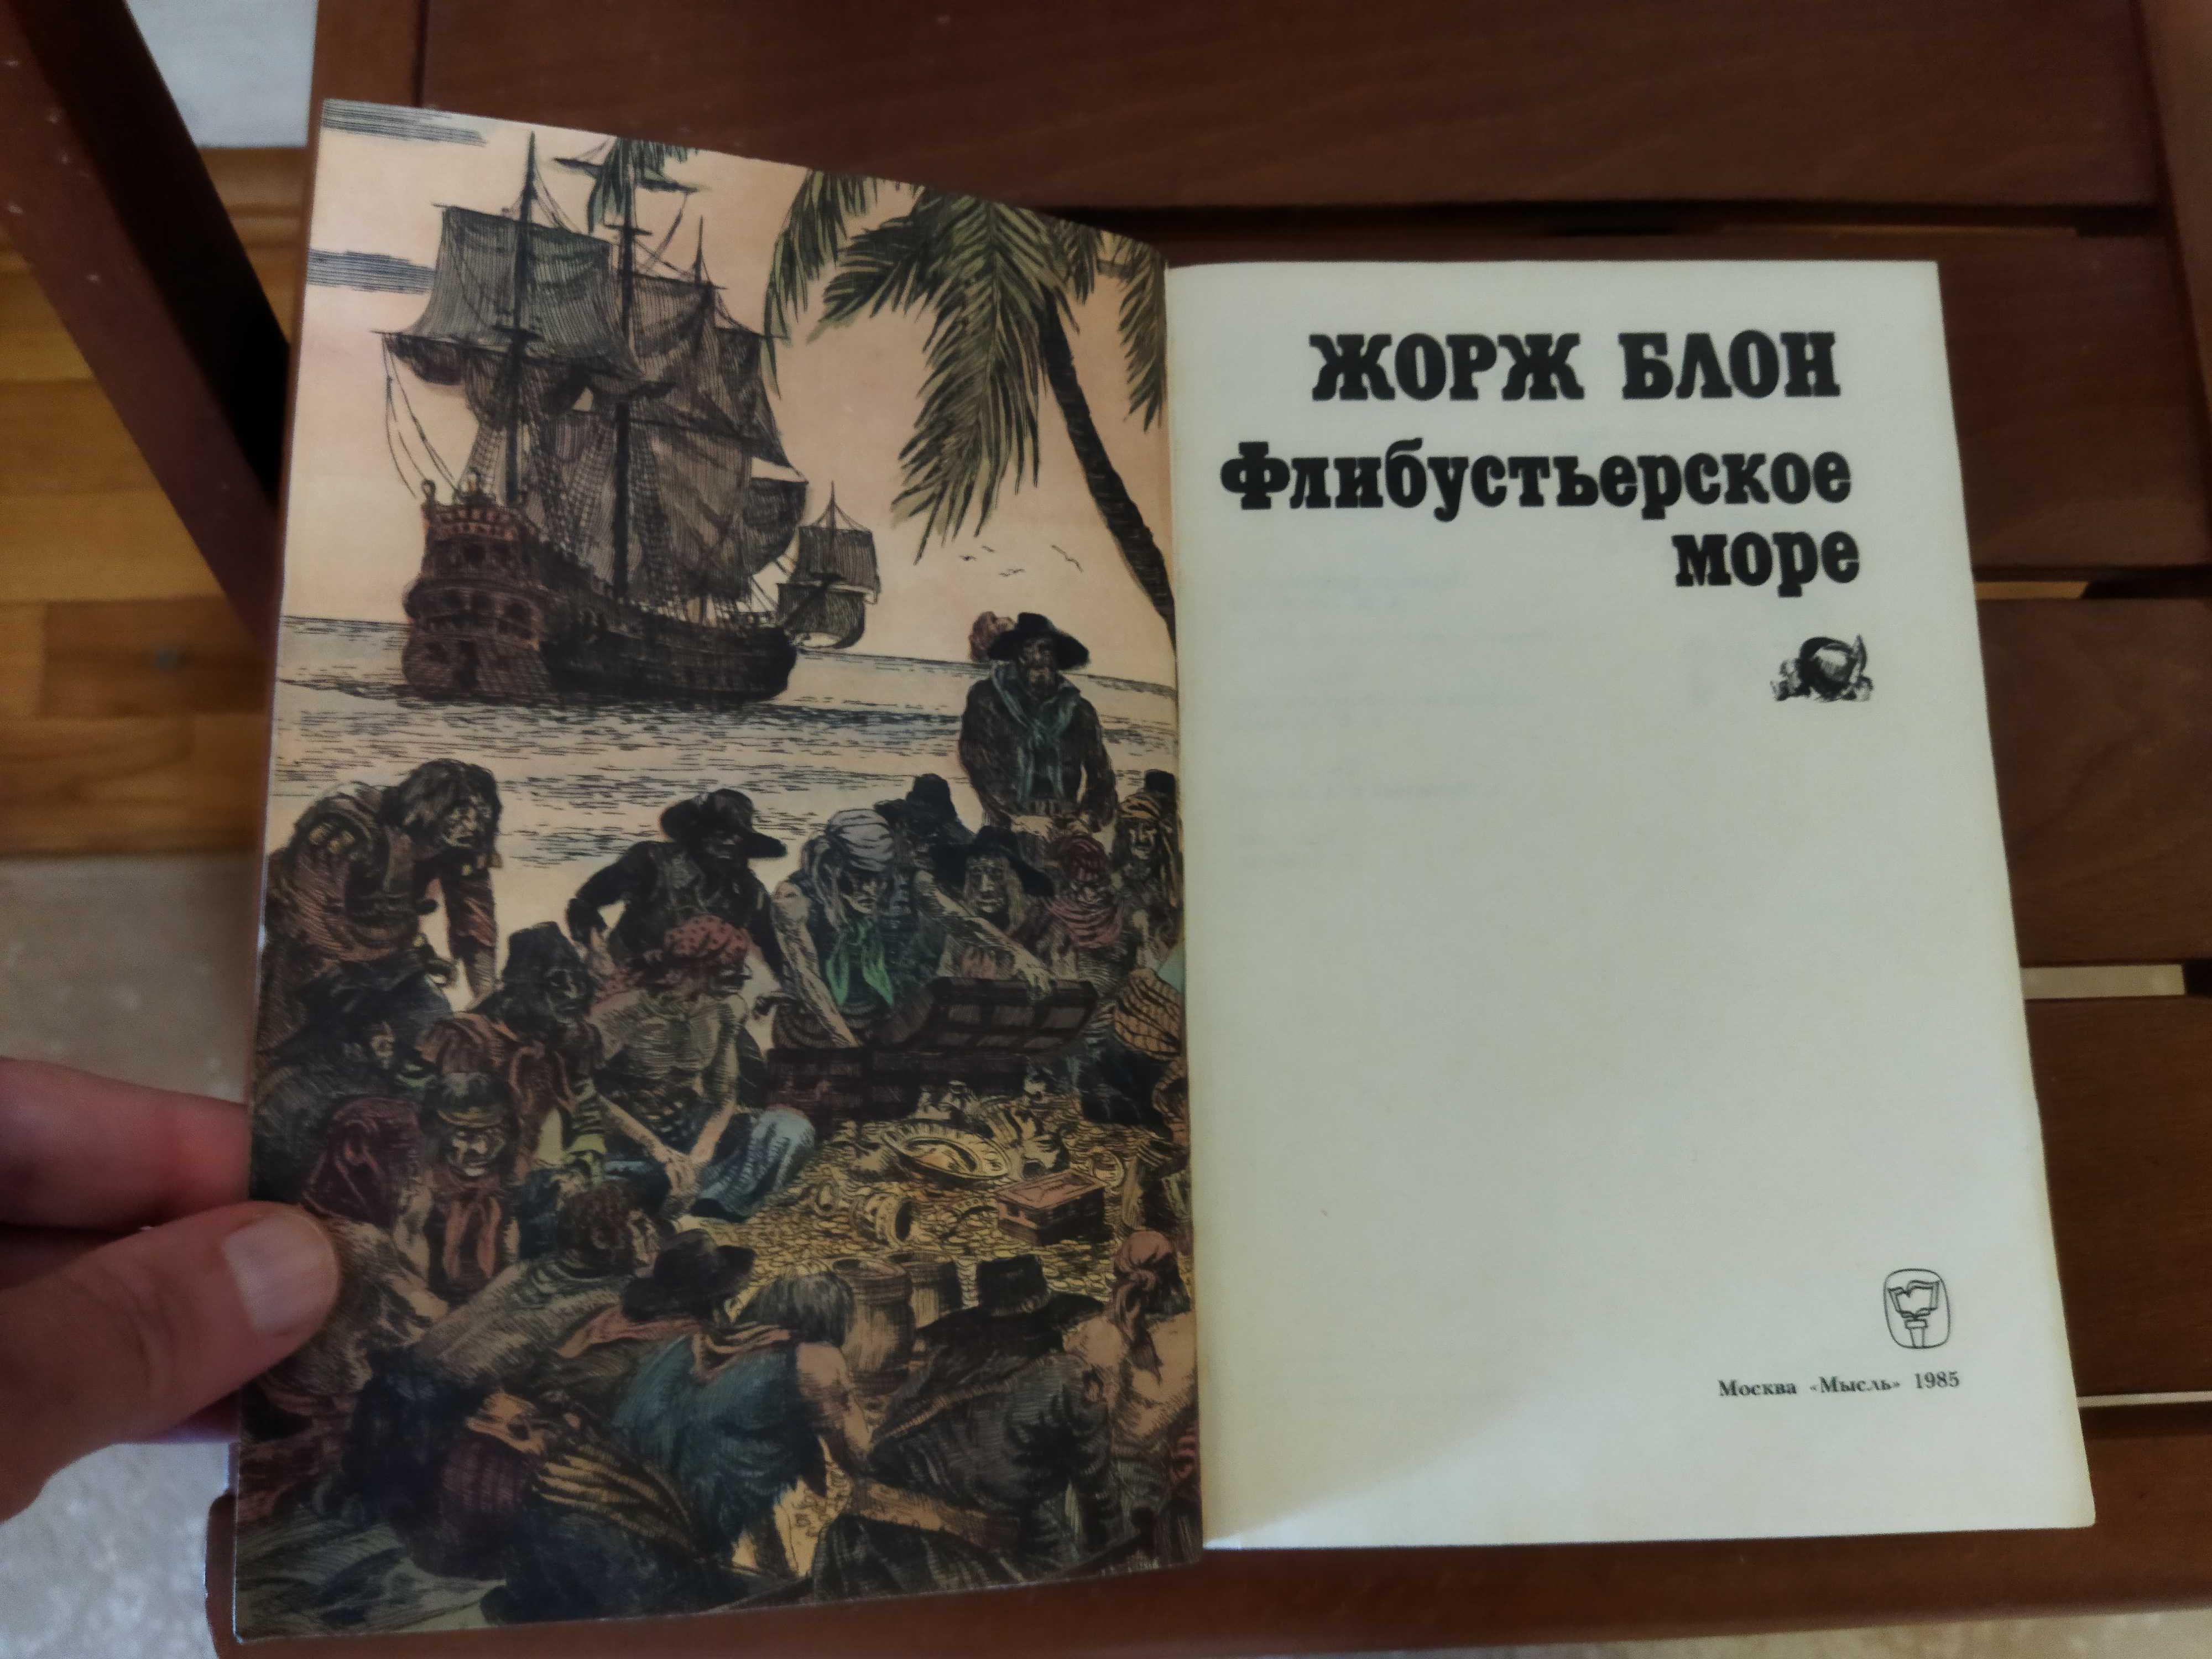 ЖОРЖ БЛОН
Флибустьерское
море
Москва «Мысль» 1985